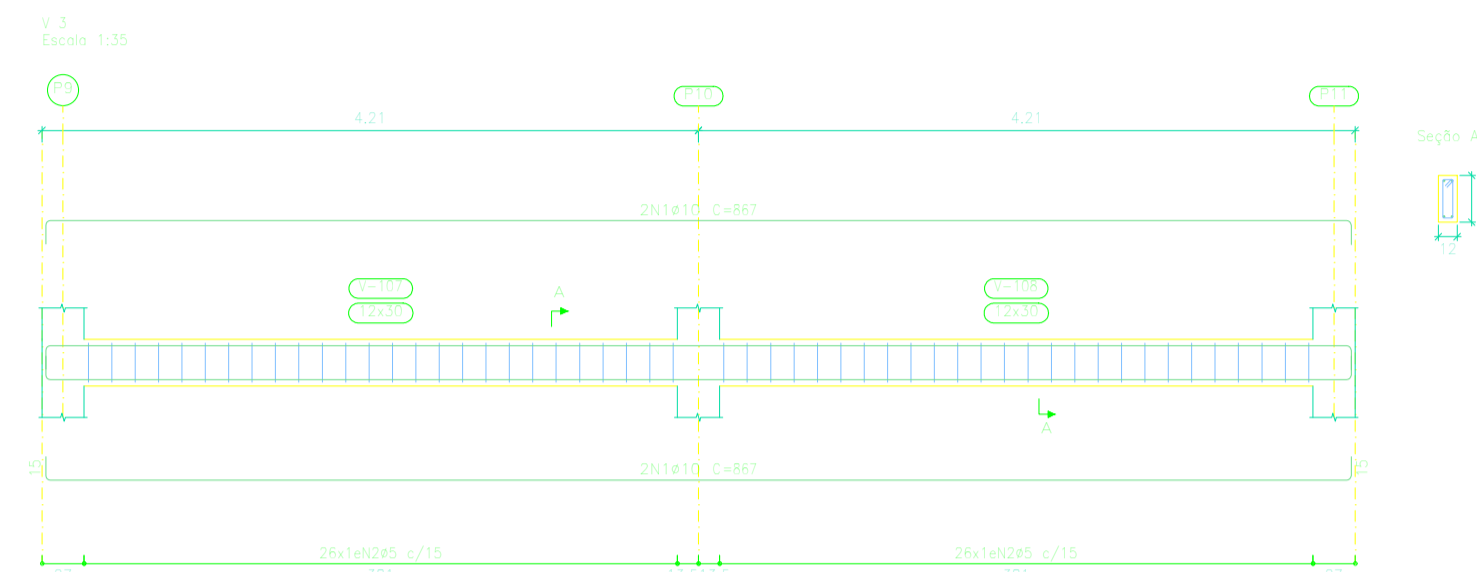 V 3
Escala 1:35
P9
P10
P11
4.21
4.21
Seção A
2N1ø10 C=867
12
V-107
12x30
A
V-108
12x30
A
15
2N1ø10 C=867
15
26x1eN2ø5 c/15
26x1eN2ø5 c/15